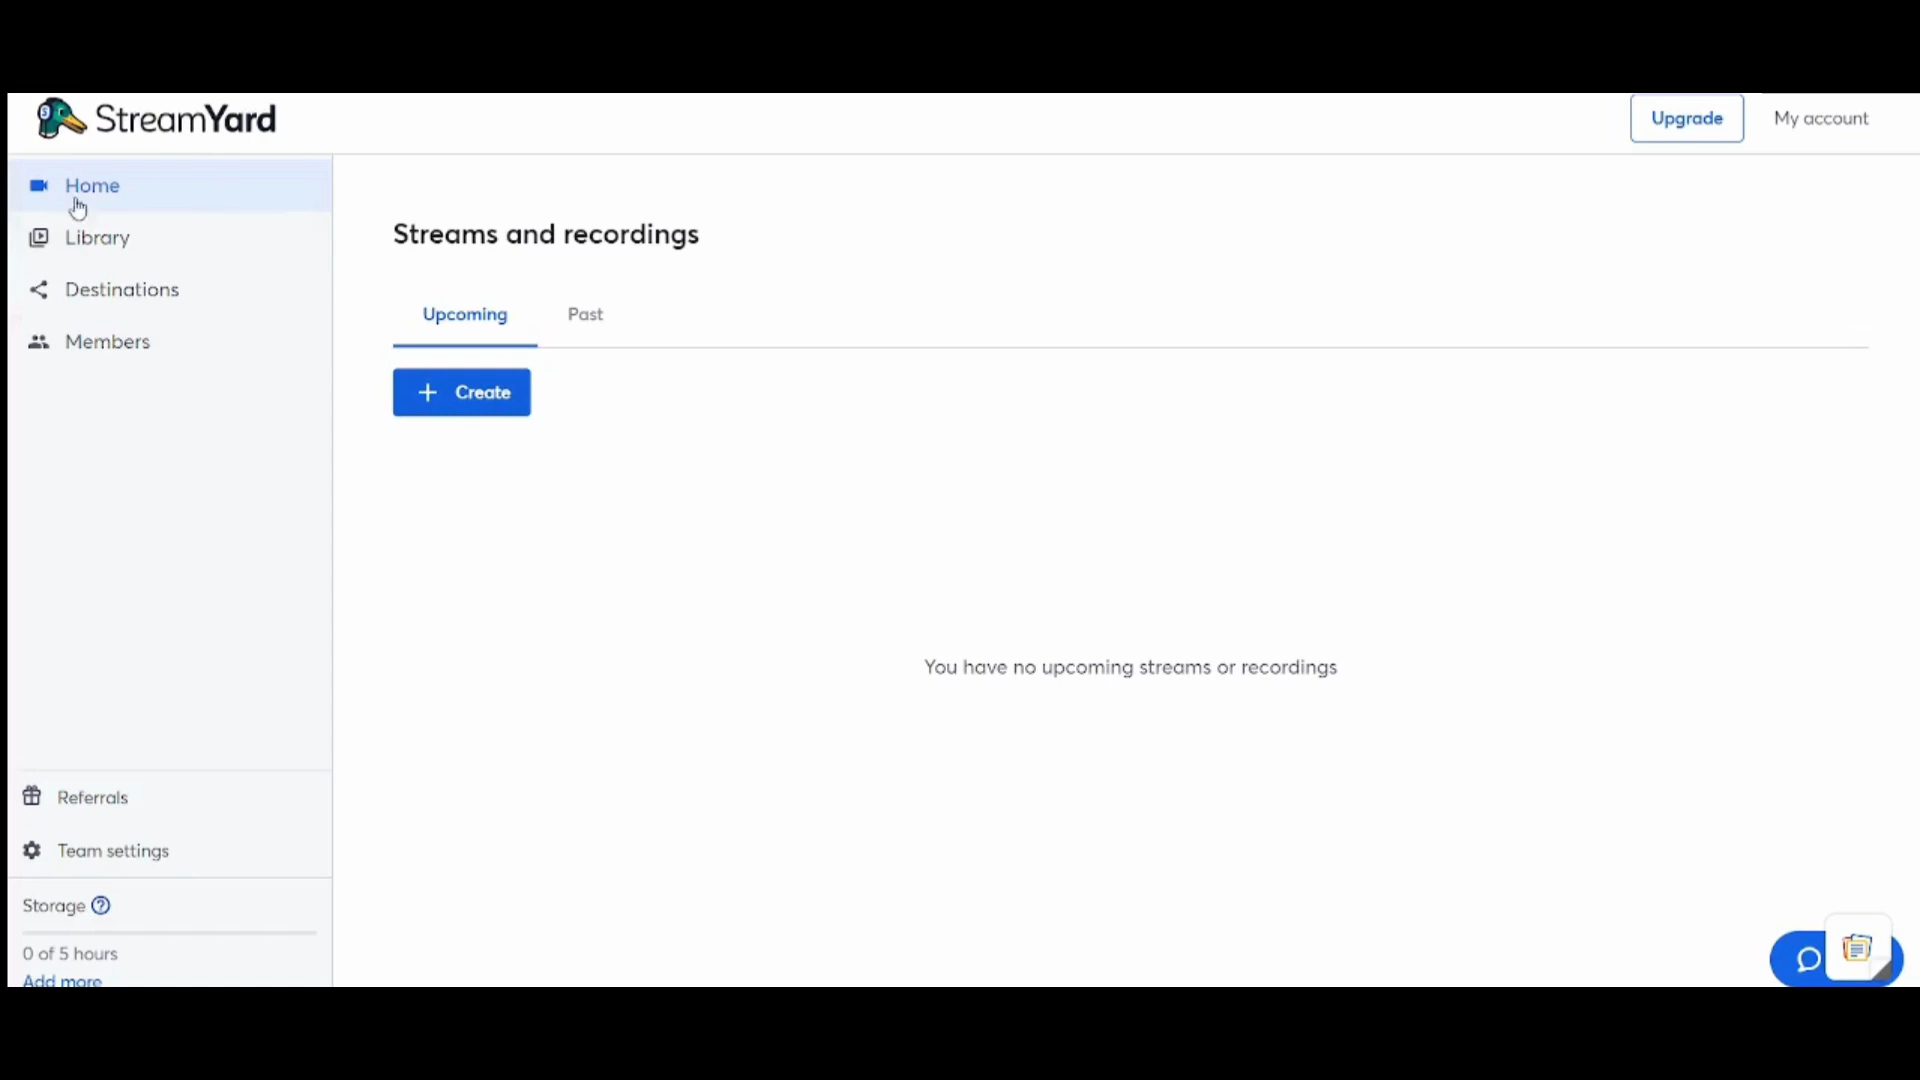 StreamYard
Upgrade
My account
Home
Library
Destinations
Members
Streams and recordings
Upcoming
Past
+ Create
You have no upcoming streams or recordings
Referrals
Team settings
Storage ?
0 of 5 hours
Add more